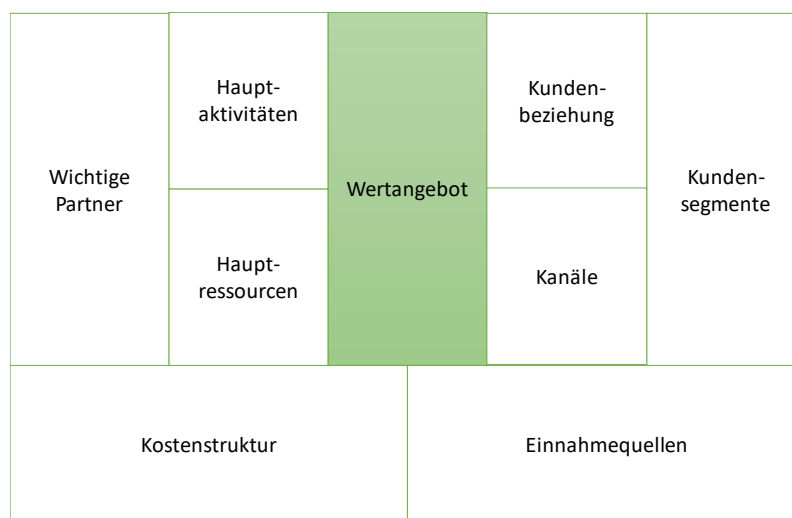 Wichtige
Partner
Haupt-
aktivitäten
Haupt-
ressourcen
Wertangebot
Kunden-
beziehung
Kanäle
Kunden-
segmente
Kostenstruktur
Einnahmequellen